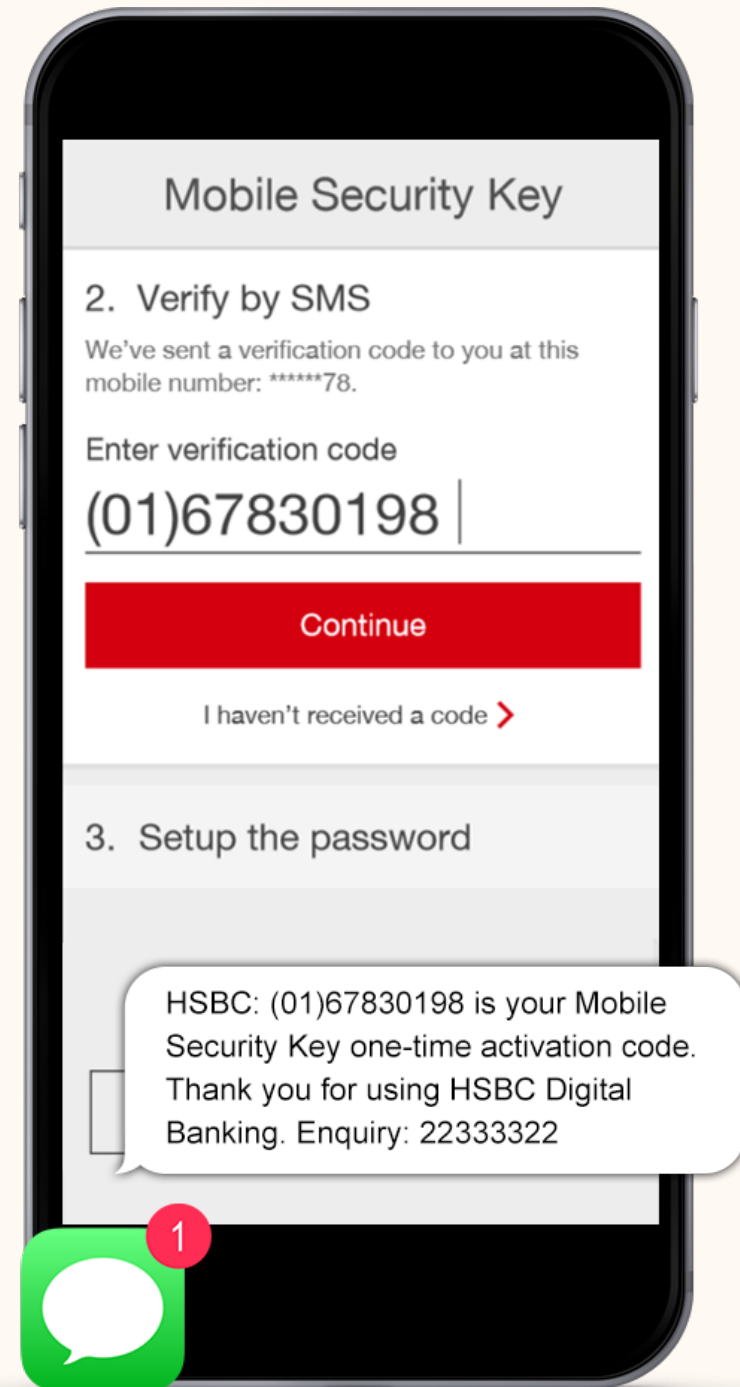 Mobile Security Key
2. Verify by SMS
We've sent a verification code to you at this
mobile number: ******78.
Enter verification code
(01)67830198
Continue
I haven't received a code
3. Setup the password
HSBC: (01)67830198 is your Mobile
Security Key one-time activation code.
Thank you for using HSBC Digital
Banking. Enquiry: 22333322
1